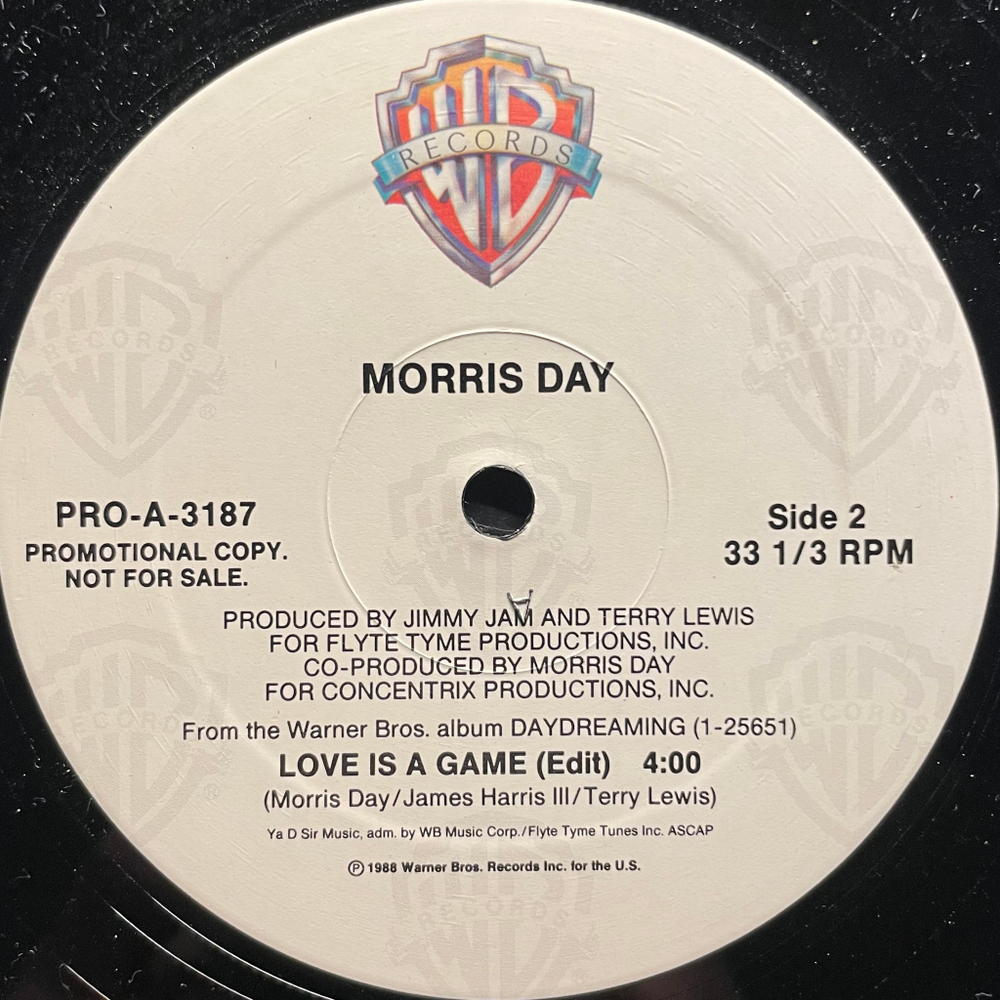 WB
RECORDS
MORRIS DAY
PRO-A-3187
PROMOTIONAL COPY.
NOT FOR SALE.
Side 2
33 1/3 RPM
PRODUCED BY JIMMY JAM AND TERRY LEWIS
FOR FLYTE TYME PRODUCTIONS, INC.
CO-PRODUCED BY MORRIS DAY
FOR CONCENTRIX PRODUCTIONS, INC.
From the Warner Bros. album DAYDREAMING (1-25651)
LOVE IS A GAME (Edit) 4:00
(Morris Day/James Harris III/Terry Lewis)
Ya D Sir Music, adm. by WB Music Corp./Flyte Tyme Tunes Inc. ASCAP
℗ 1988 Warner Bros. Records Inc. for the U.S.